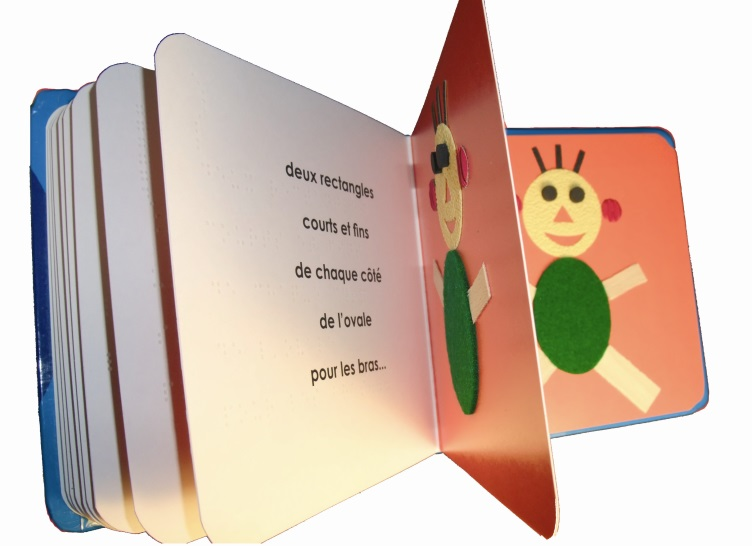 deux rectangles
courts et fins
de chaque côté
de l'ovale
pour les bras...